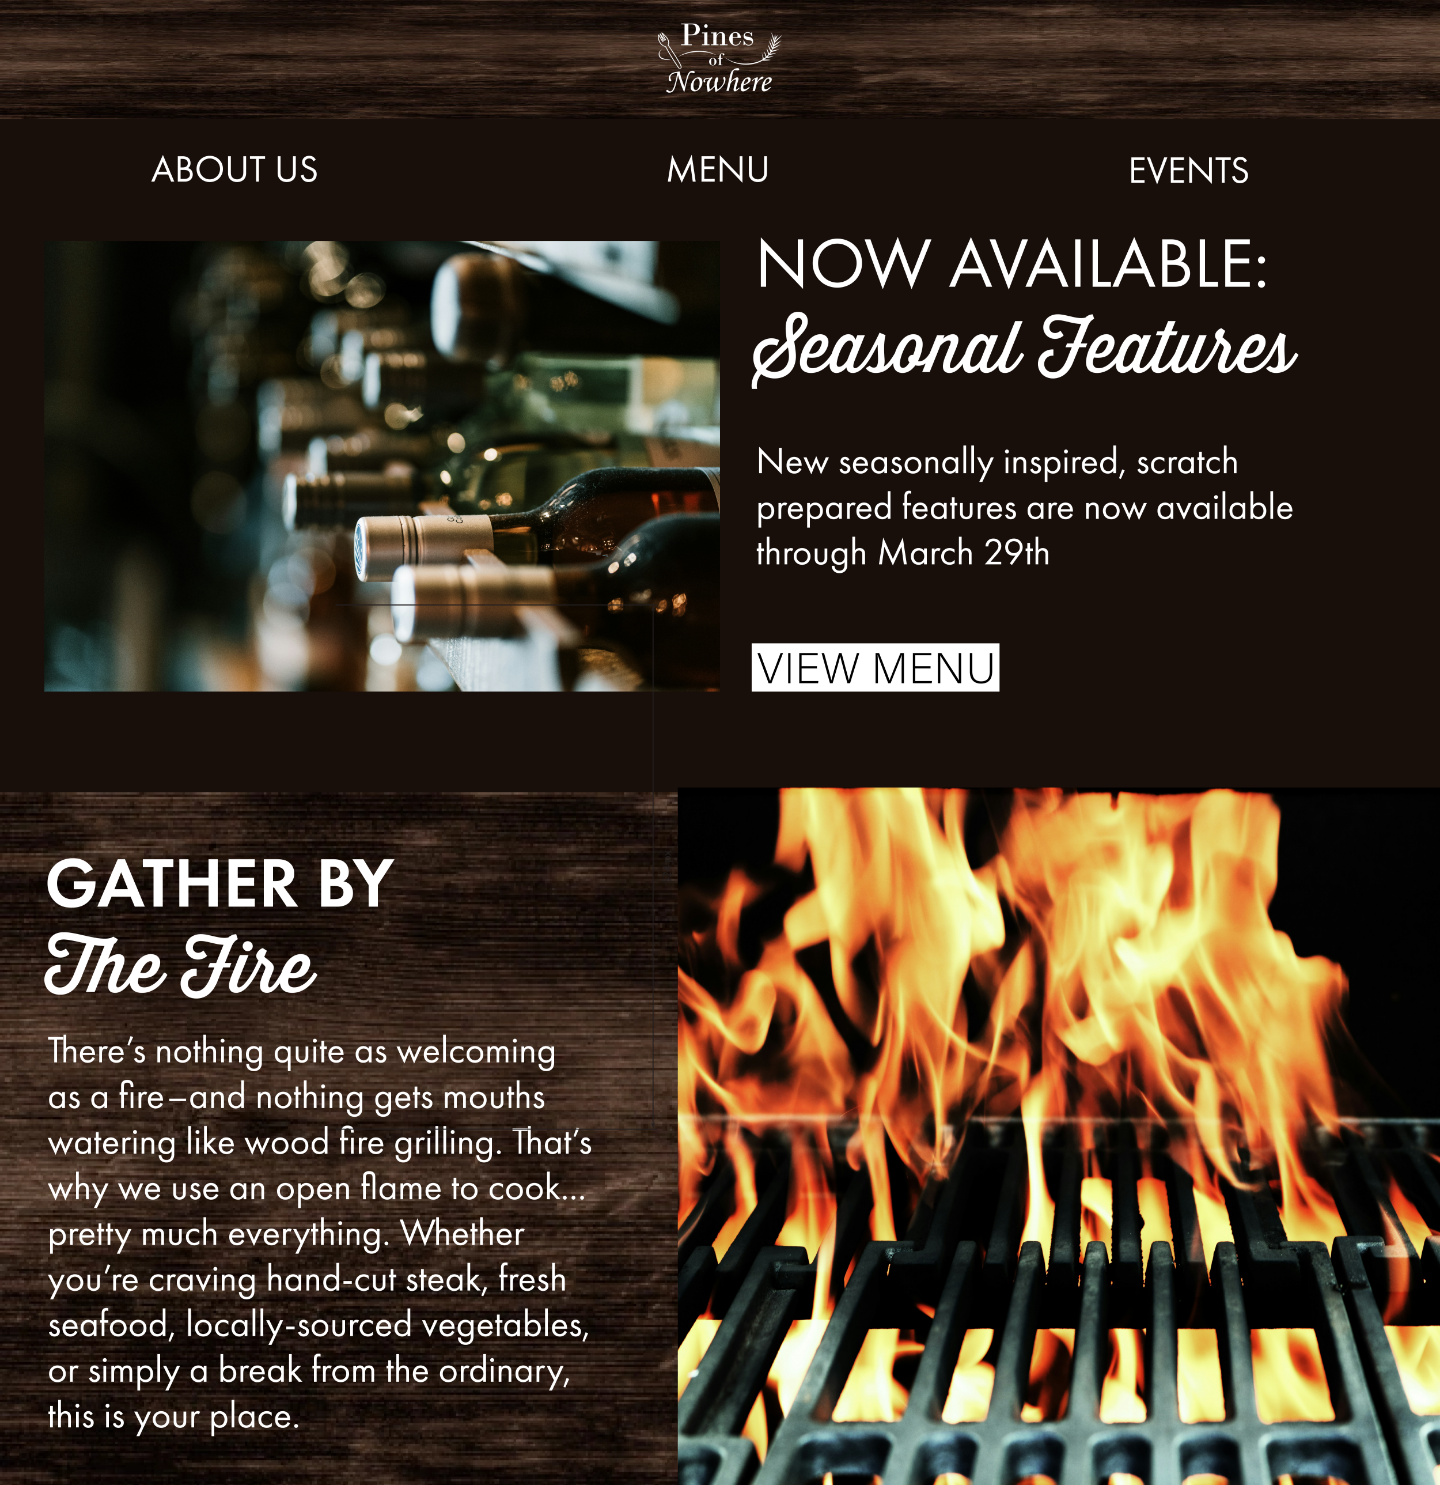 Pines
of
Nowhere
ABOUT US
MENU
EVENTS
NOW AVAILABLE:
Seasonal Features
New seasonally inspired, scratch
prepared features are now available
through March 29th
VIEW MENU
GATHER BY
The Fire
There’s nothing quite as welcoming
as a fire–and nothing gets mouths
watering like wood fire grilling. That’s
why we use an open flame to cook...
pretty much everything. Whether
you’re craving hand-cut steak, fresh
seafood, locally-sourced vegetables,
or simply a break from the ordinary,
this is your place.